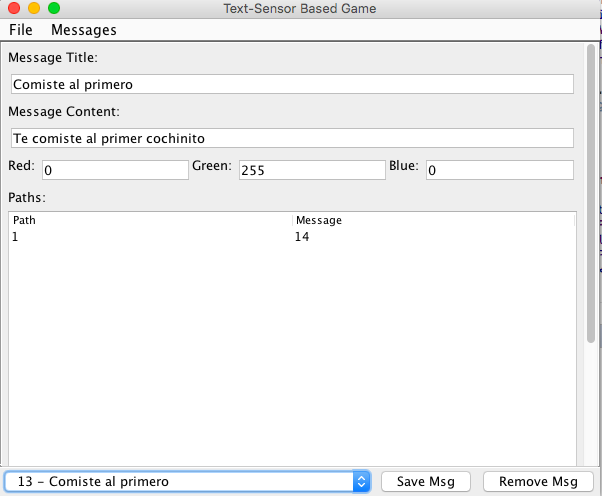 Text-Sensor Based Game
File Messages
Message Title:
Comiste al primero
Message Content:
Te comiste al primer cochinito
Red: 0 Green: 255 Blue: 0
Paths:
Path Message
1 14
13 - Comiste al primero Save Msg Remove Msg